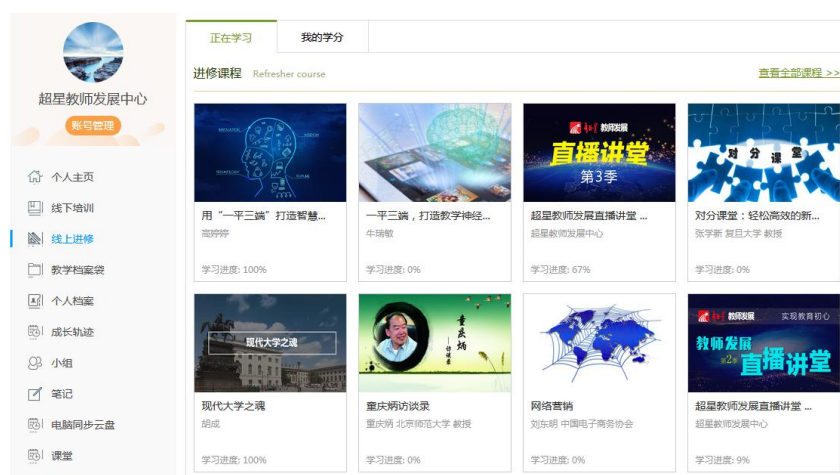 正在学习
我的学分
进修课程 Refresher course
查看全部课程 >>
超星教师发展中心
账号管理
个人主页
线下培训
线上进修
教学档案袋
个人档案
成长轨迹
小组
笔记
电脑同步云盘
课堂
教师发展
直播讲堂
第3季
对分课堂
用“一平三端”打造智慧...
高婷婷
学习进度: 100%
一平三端，打造教学神经...
牛瑞敏
学习进度: 0%
超星教师发展直播讲堂 ...
超星教师发展中心
学习进度: 67%
对分课堂：轻松高效的新...
张学新 复旦大学 教授
学习进度: 0%
现代大学之魂
童庆炳
访谈录
教师发展
实现教育初心
教师发展
第2季 直播讲堂
现代大学之魂
胡成
学习进度: 100%
童庆炳访谈录
童庆炳 北京师范大学 教授
学习进度: 0%
网络营销
刘东明 中国电子商务协会
学习进度: 0%
超星教师发展直播讲堂 ...
超星教师发展中心
学习进度: 9%